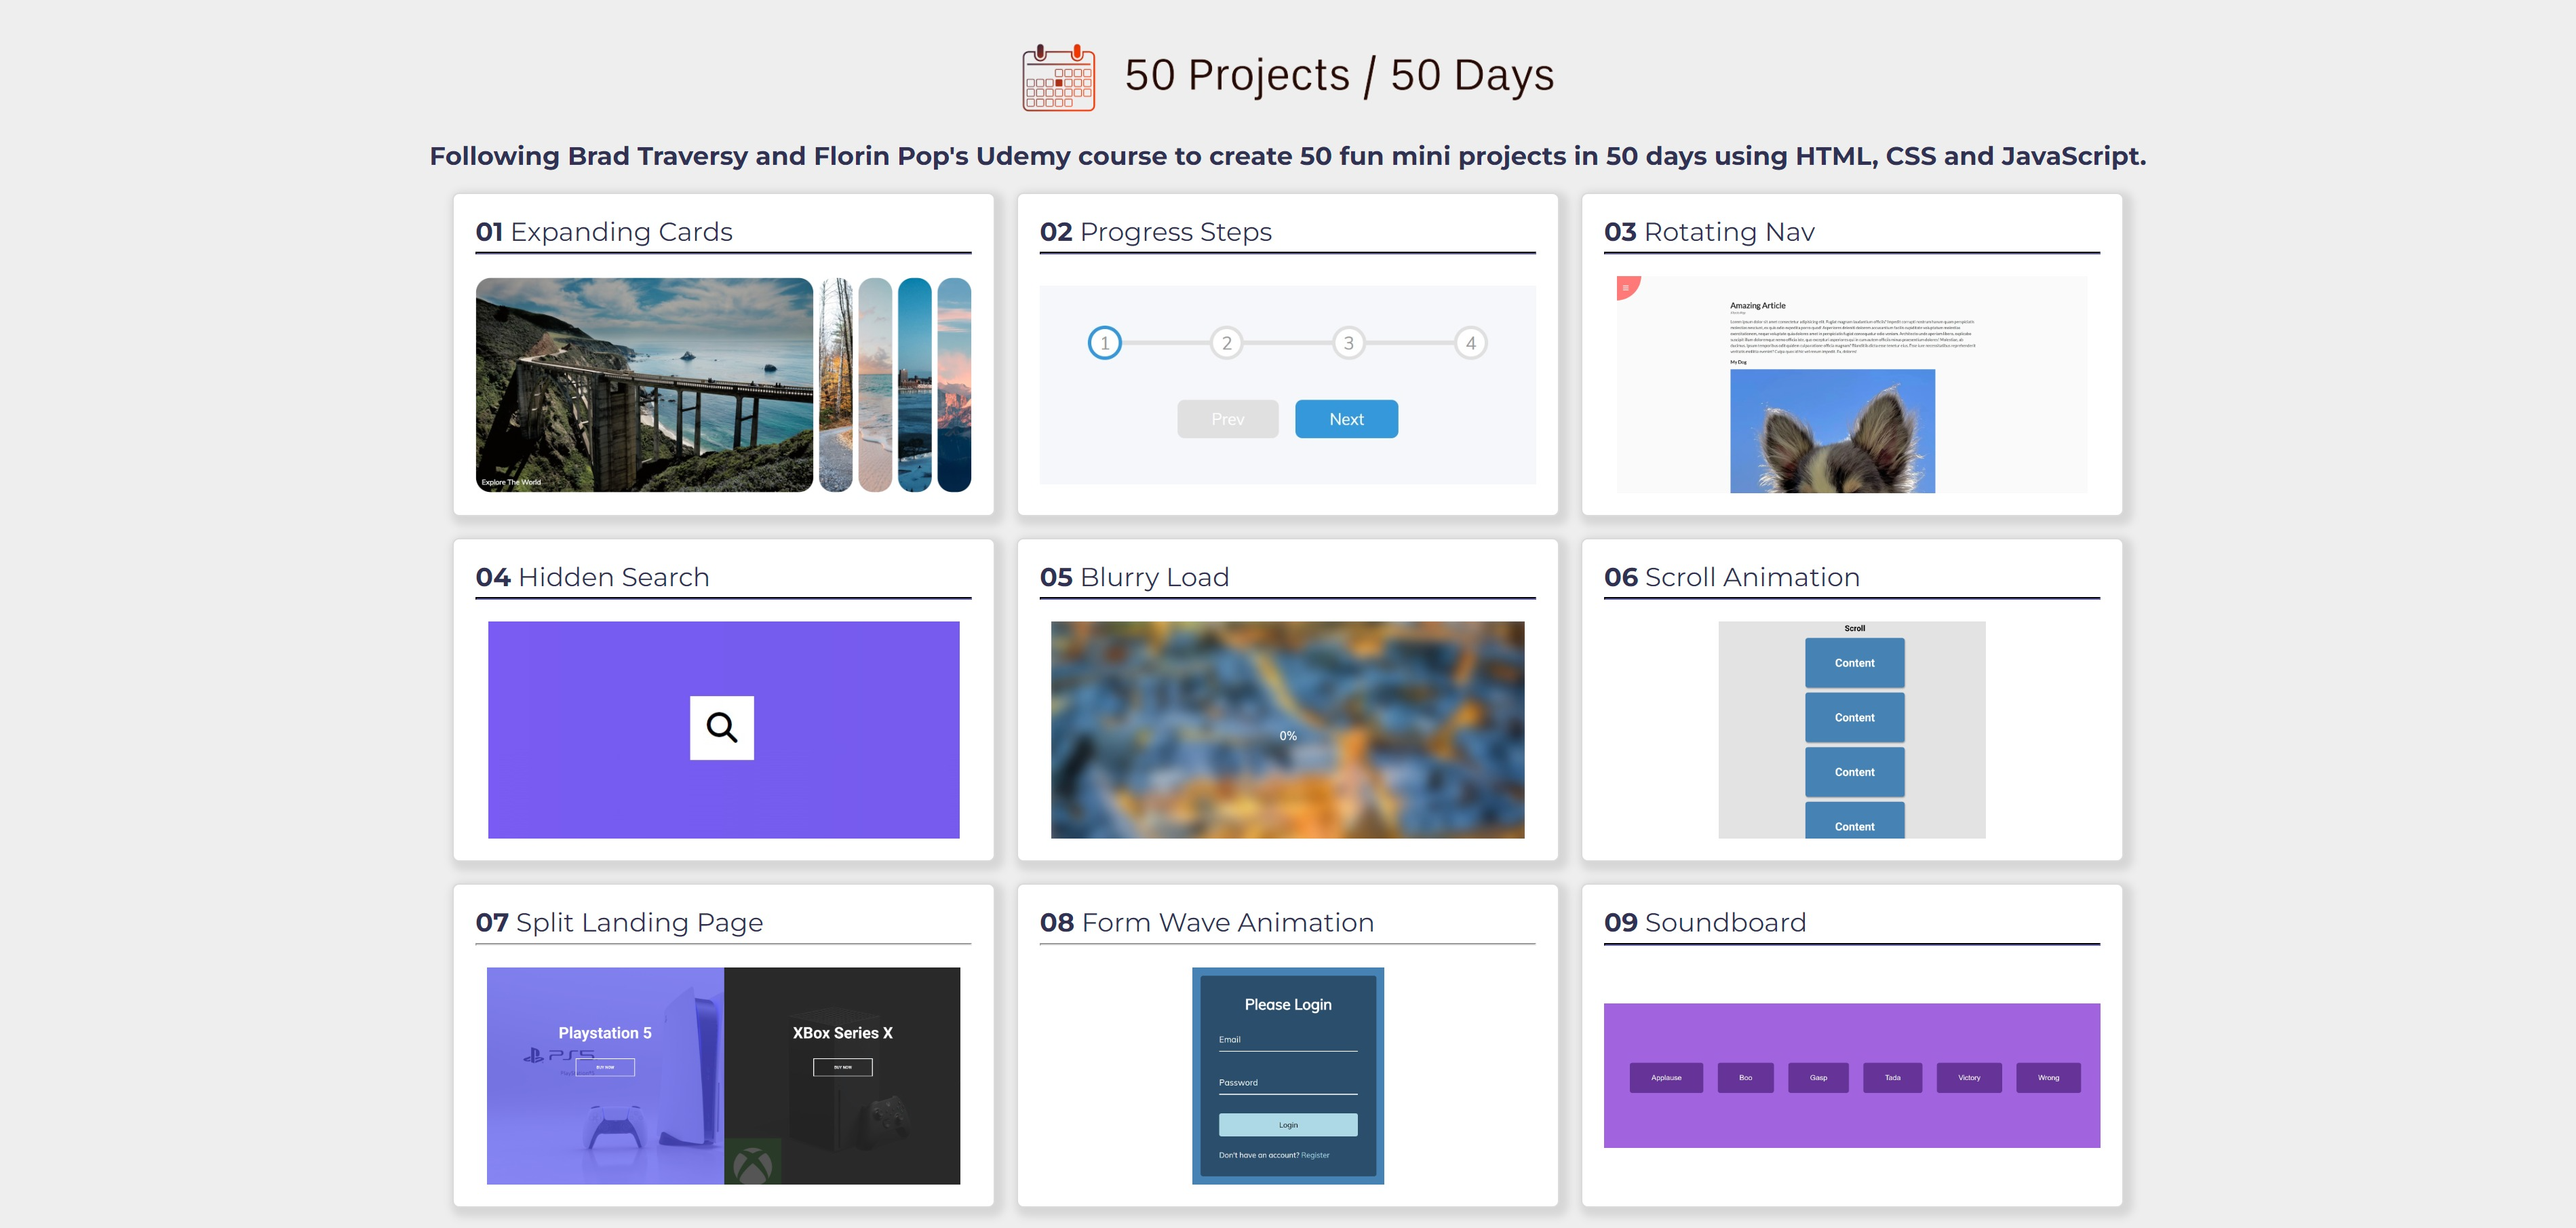 50 Projects / 50 Days
Following Brad Traversy and Florin Pop's Udemy course to create 50 fun mini projects in 50 days using HTML, CSS and JavaScript.
01 Expanding Cards
Explore The World
02 Progress Steps
1 2 3 4
Prev Next
03 Rotating Nav
Amazing Article
My Dog
04 Hidden Search
05 Blurry Load
0%
06 Scroll Animation
Scroll
Content
Content
Content
Content
07 Split Landing Page
Playstation 5
PS5
BUY NOW
XBox Series X
BUY NOW
08 Form Wave Animation
Please Login
Email
Password
Login
Don't have an account? Register
09 Soundboard
Applause Boo Gasp Tada Victory Wrong